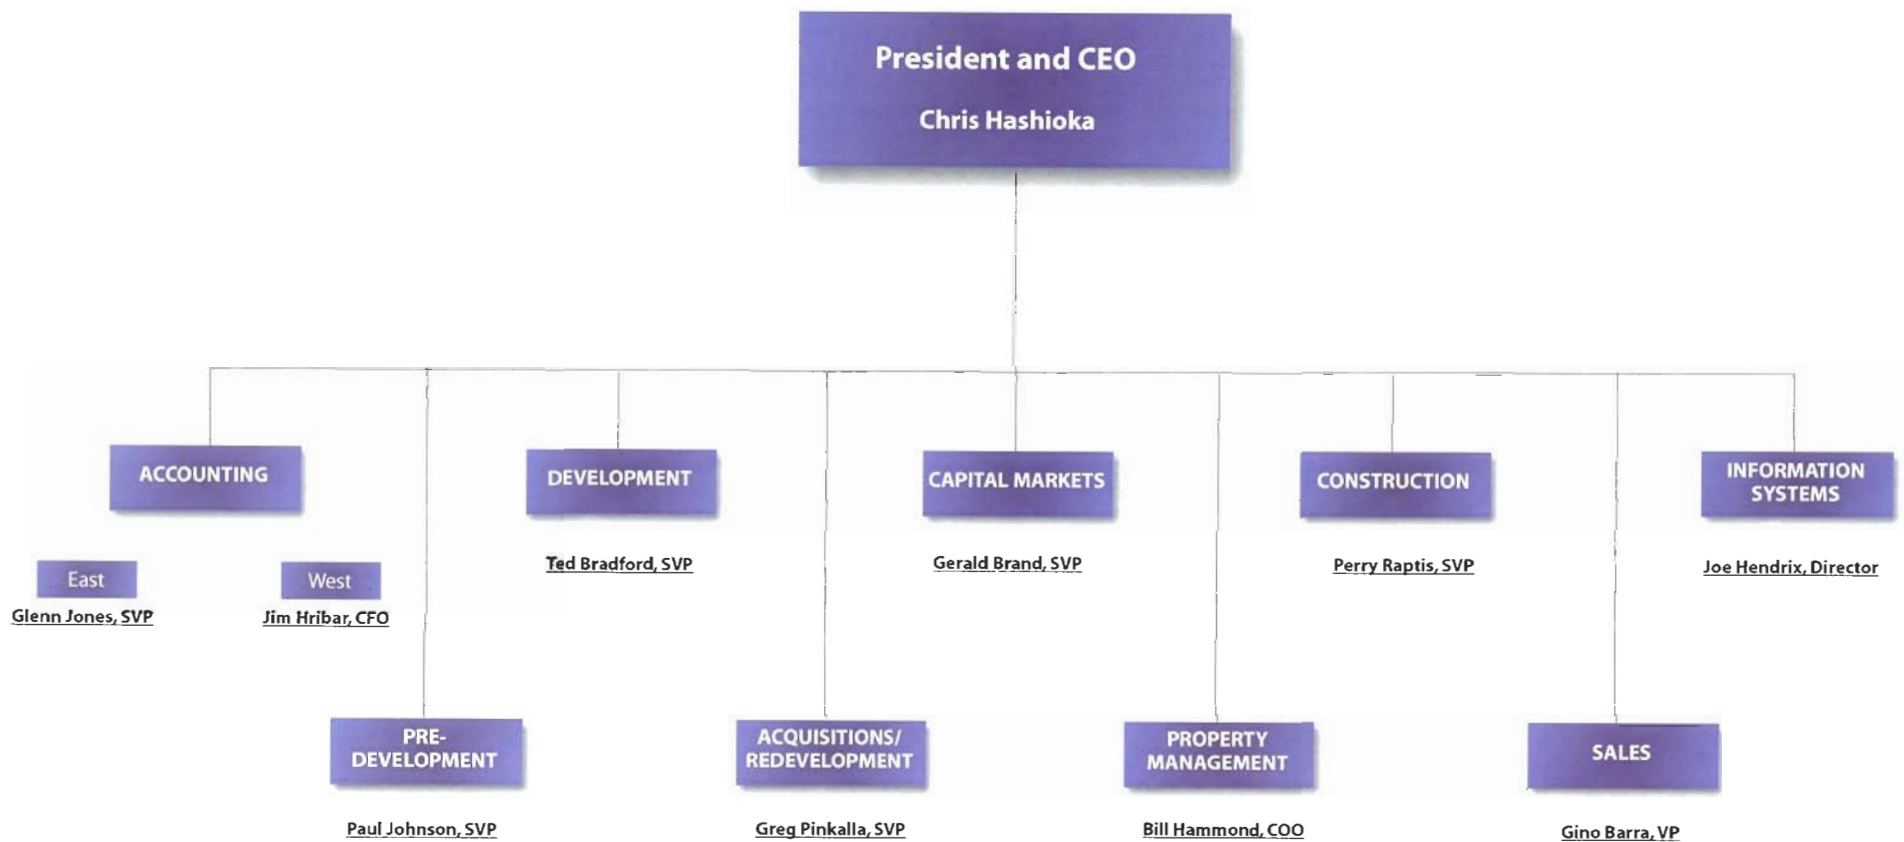 President and CEO
Chris Hashioka
ACCOUNTING
DEVELOPMENT
CAPITAL MARKETS
CONSTRUCTION
INFORMATION
SYSTEMS
East
West
Glenn Jones, SVP
Jim Hribar, CFO
Ted Bradford, SVP
Gerald Brand, SVP
Perry Raptis, SVP
Joe Hendrix, Director
PRE-
DEVELOPMENT
ACQUISITIONS/
REDEVELOPMENT
PROPERTY
MANAGEMENT
SALES
Paul Johnson, SVP
Greg Pinkalla, SVP
Bill Hammond, COO
Gino Barra, VP